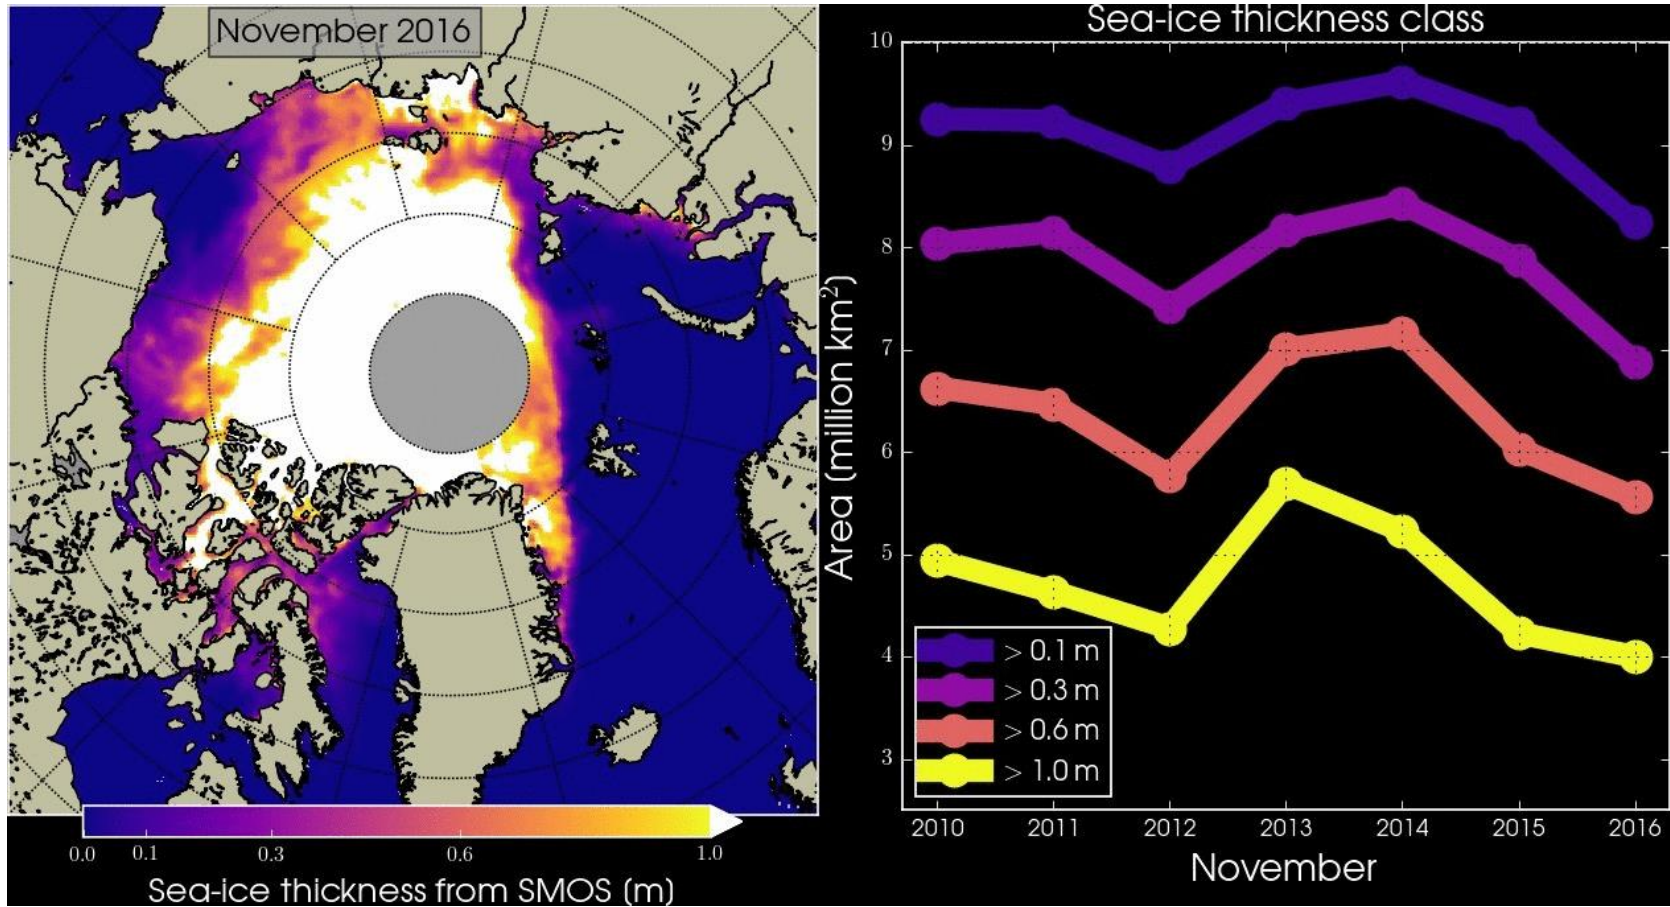 November 2016
0.0 0.1 0.3 0.6 1.0
Sea-ice thickness from SMOS (m)
Sea-ice thickness class
Area (million km²)
10
9
8
7
6
5
4
3
> 0.1 m
> 0.3 m
> 0.6 m
> 1.0 m
2010 2011 2012 2013 2014 2015 2016
November